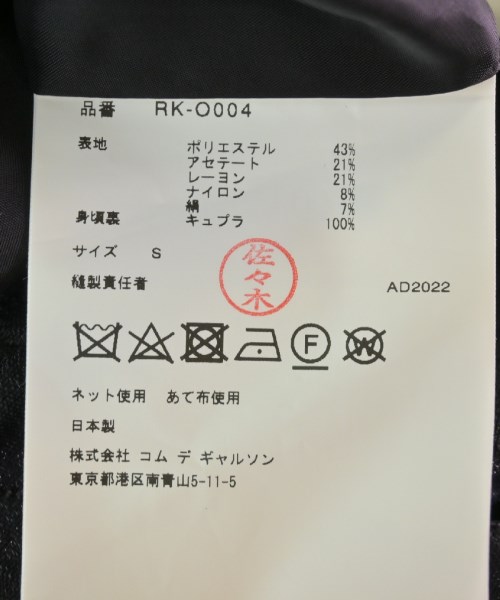 品番 RK-O004
表地 ポリエステル 43%
アセテート 21%
レーヨン 21%
ナイロン 8%
絹 7%
身頃裏 キュプラ 100%
サイズ S
縫製責任者 佐々木 AD2022
F W
ネット使用 あて布使用
日本製
株式会社 コム デ ギャルソン
東京都港区南青山5-11-5